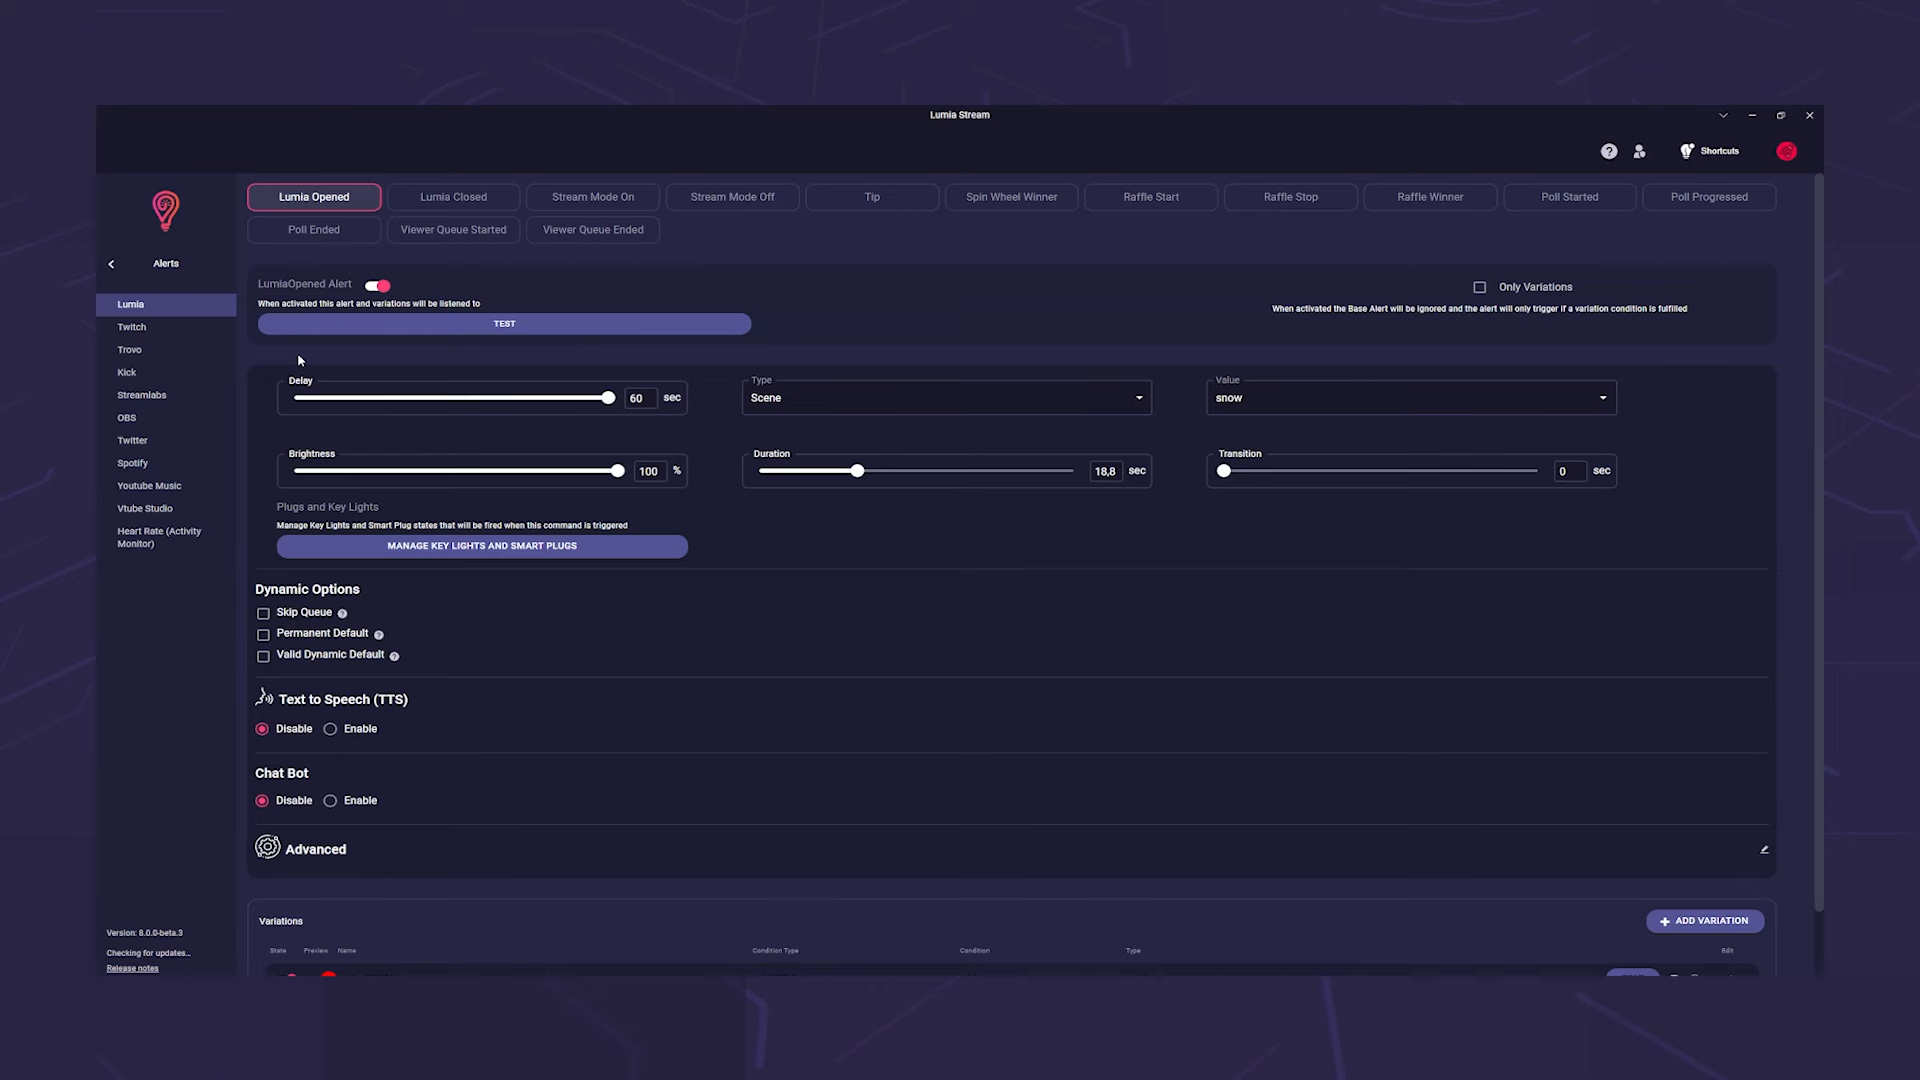 Lumia Stream
Shortcuts
Lumia Opened
Lumia Closed
Stream Mode On
Stream Mode Off
Tip
Spin Wheel Winner
Raffle Start
Raffle Stop
Raffle Winner
Poll Started
Poll Progressed
Poll Ended
Viewer Queue Started
Viewer Queue Ended
Alerts
Lumia
Twitch
Trovo
Kick
Streamlabs
OBS
Twitter
Spotify
Youtube Music
Vtube Studio
Heart Rate (Activity
Monitor)
LumiaOpened Alert
When activated this alert and variations will be listened to
TEST
Only Variations
When activated the Base Alert will be ignored and the alert will only trigger if a variation condition is fulfilled
Delay
60 sec
Type
Scene
Value
snow
Brightness
100 %
Duration
18,8 sec
Transition
0 sec
Plugs and Key Lights
Manage Key Lights and Smart Plug states that will be fired when this command is triggered
MANAGE KEY LIGHTS AND SMART PLUGS
Dynamic Options
Skip Queue
Permanent Default
Valid Dynamic Default
Text to Speech (TTS)
Disable Enable
Chat Bot
Disable Enable
Advanced
Variations
+ ADD VARIATION
State Preview Name Condition Type Condition Type Edit
Version: 8.0.0-beta.3
Checking for updates...
Release notes